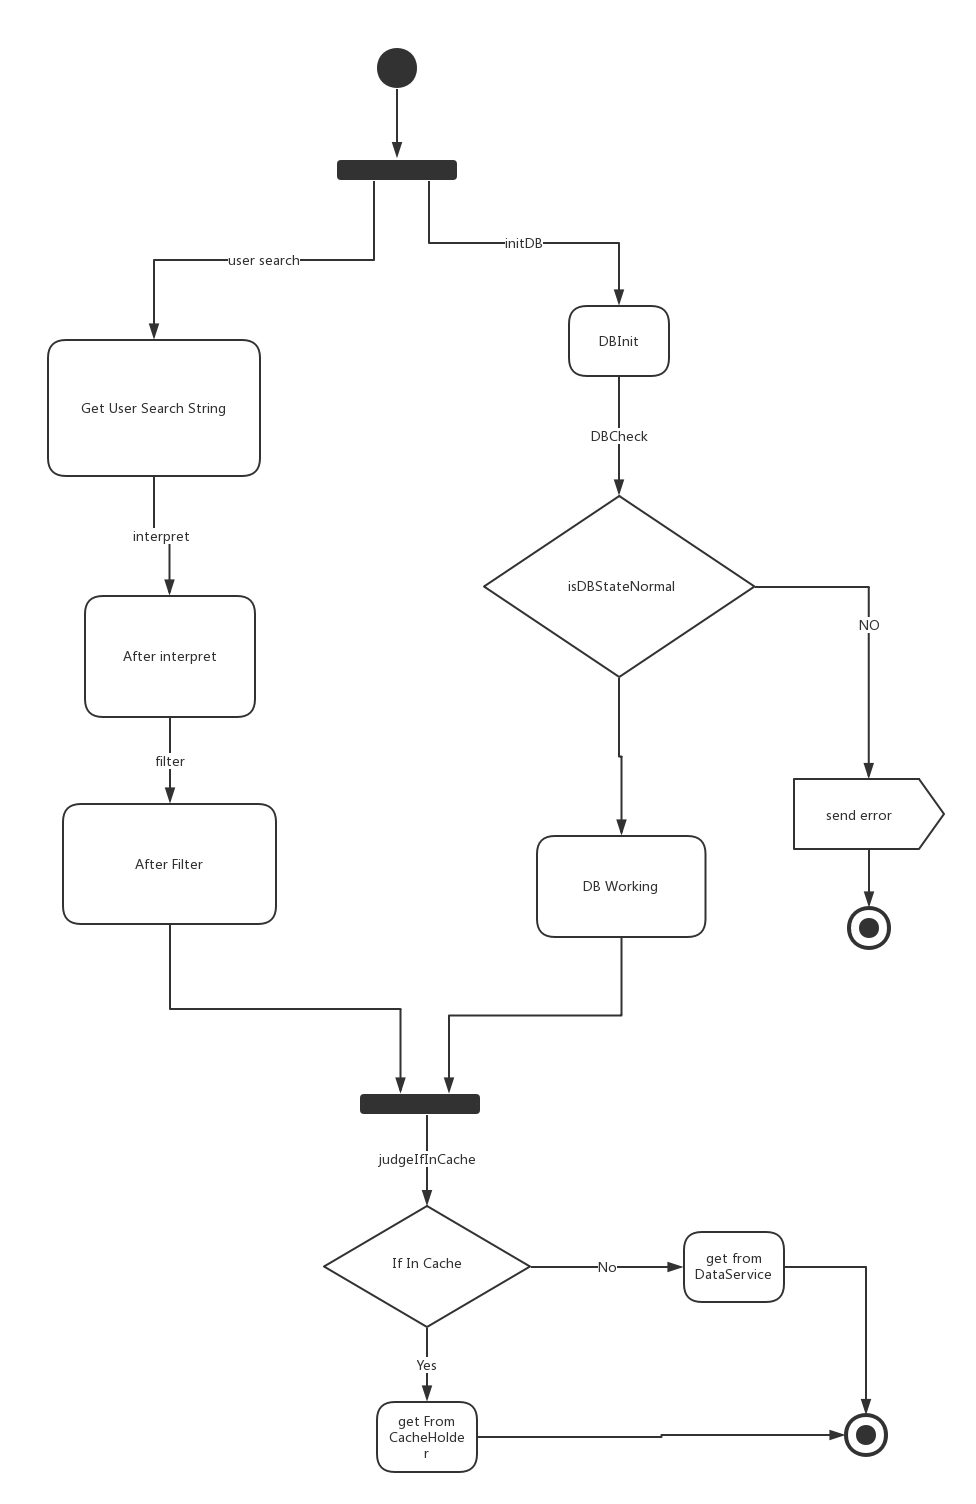 user search
initDB
DBInit
Get User Search String
DBCheck
interpret
isDBStateNormal
NO
After interpret
filter
send error
After Filter
DB Working
judgeIfInCache
If In Cache
No
get from
DataService
Yes
get From
CacheHolde
r